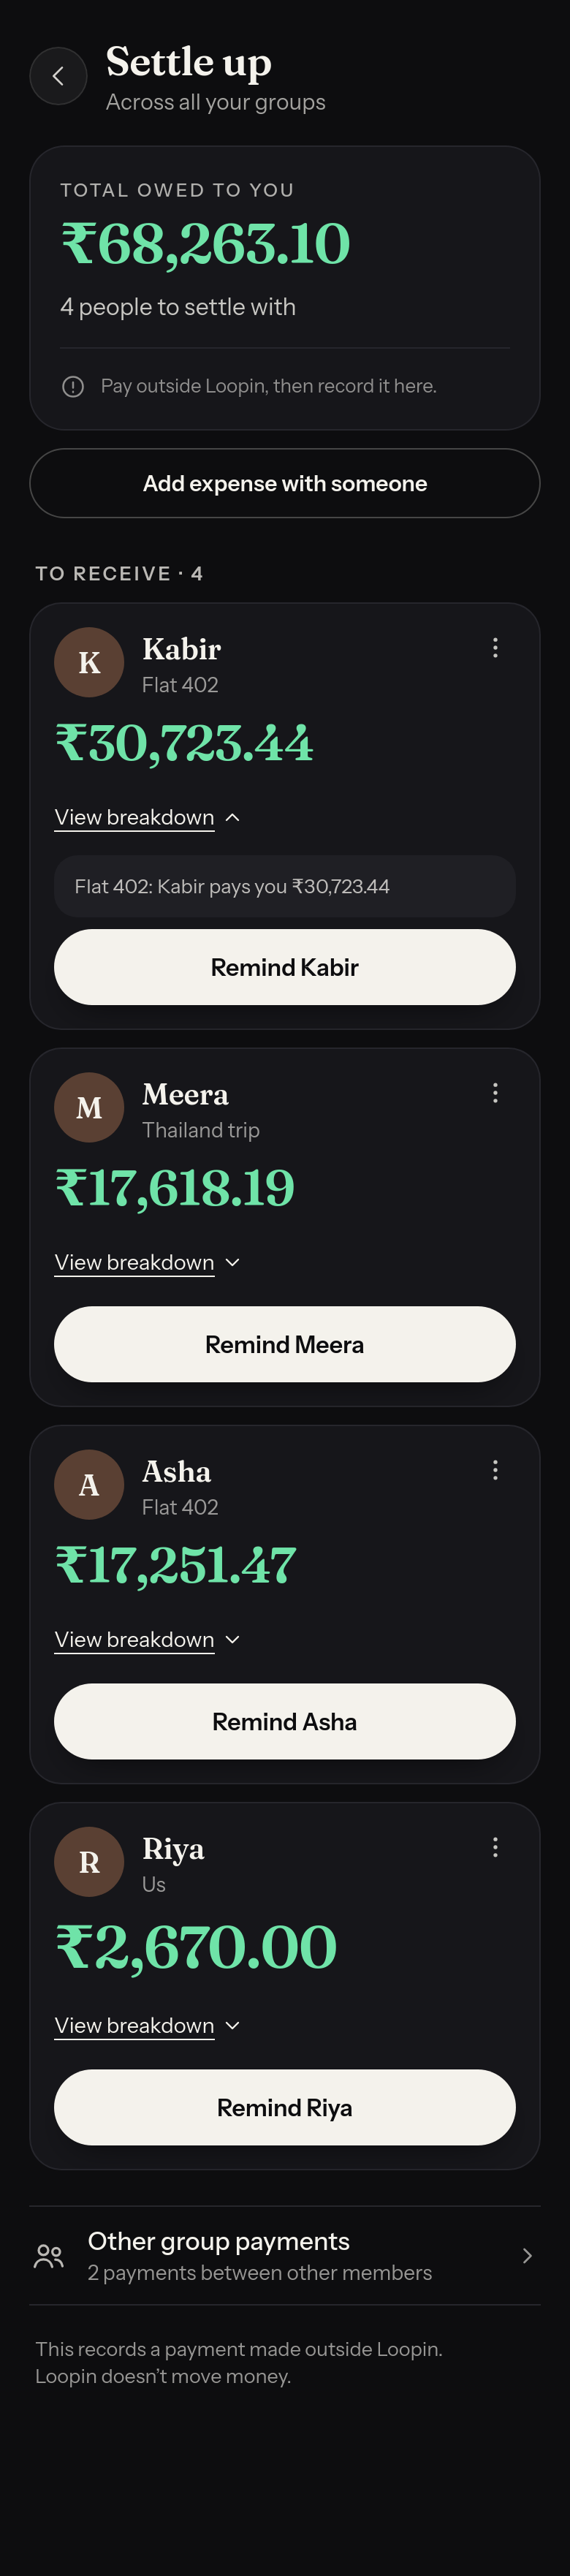 Settle up
Across all your groups
TOTAL OWED TO YOU
₹68,263.10
4 people to settle with
Pay outside Loopin, then record it here.
Add expense with someone
TO RECEIVE · 4
K
Kabir
Flat 402
₹30,723.44
View breakdown
Flat 402: Kabir pays you ₹30,723.44
Remind Kabir
M
Meera
Thailand trip
₹17,618.19
View breakdown
Remind Meera
A
Asha
Flat 402
₹17,251.47
View breakdown
Remind Asha
R
Riya
Us
₹2,670.00
View breakdown
Remind Riya
Other group payments
2 payments between other members
This records a payment made outside Loopin.
Loopin doesn’t move money.